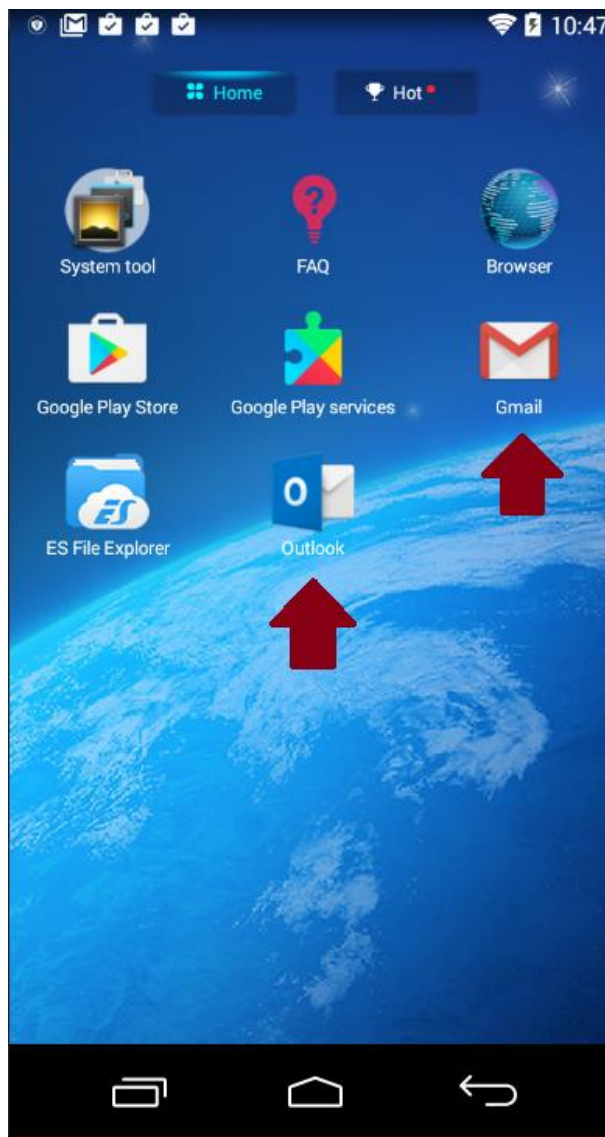 10:47
Home
Hot
System tool
FAQ
Browser
Google Play Store
Google Play services
Gmail
ES
O
ES File Explorer
Outlook